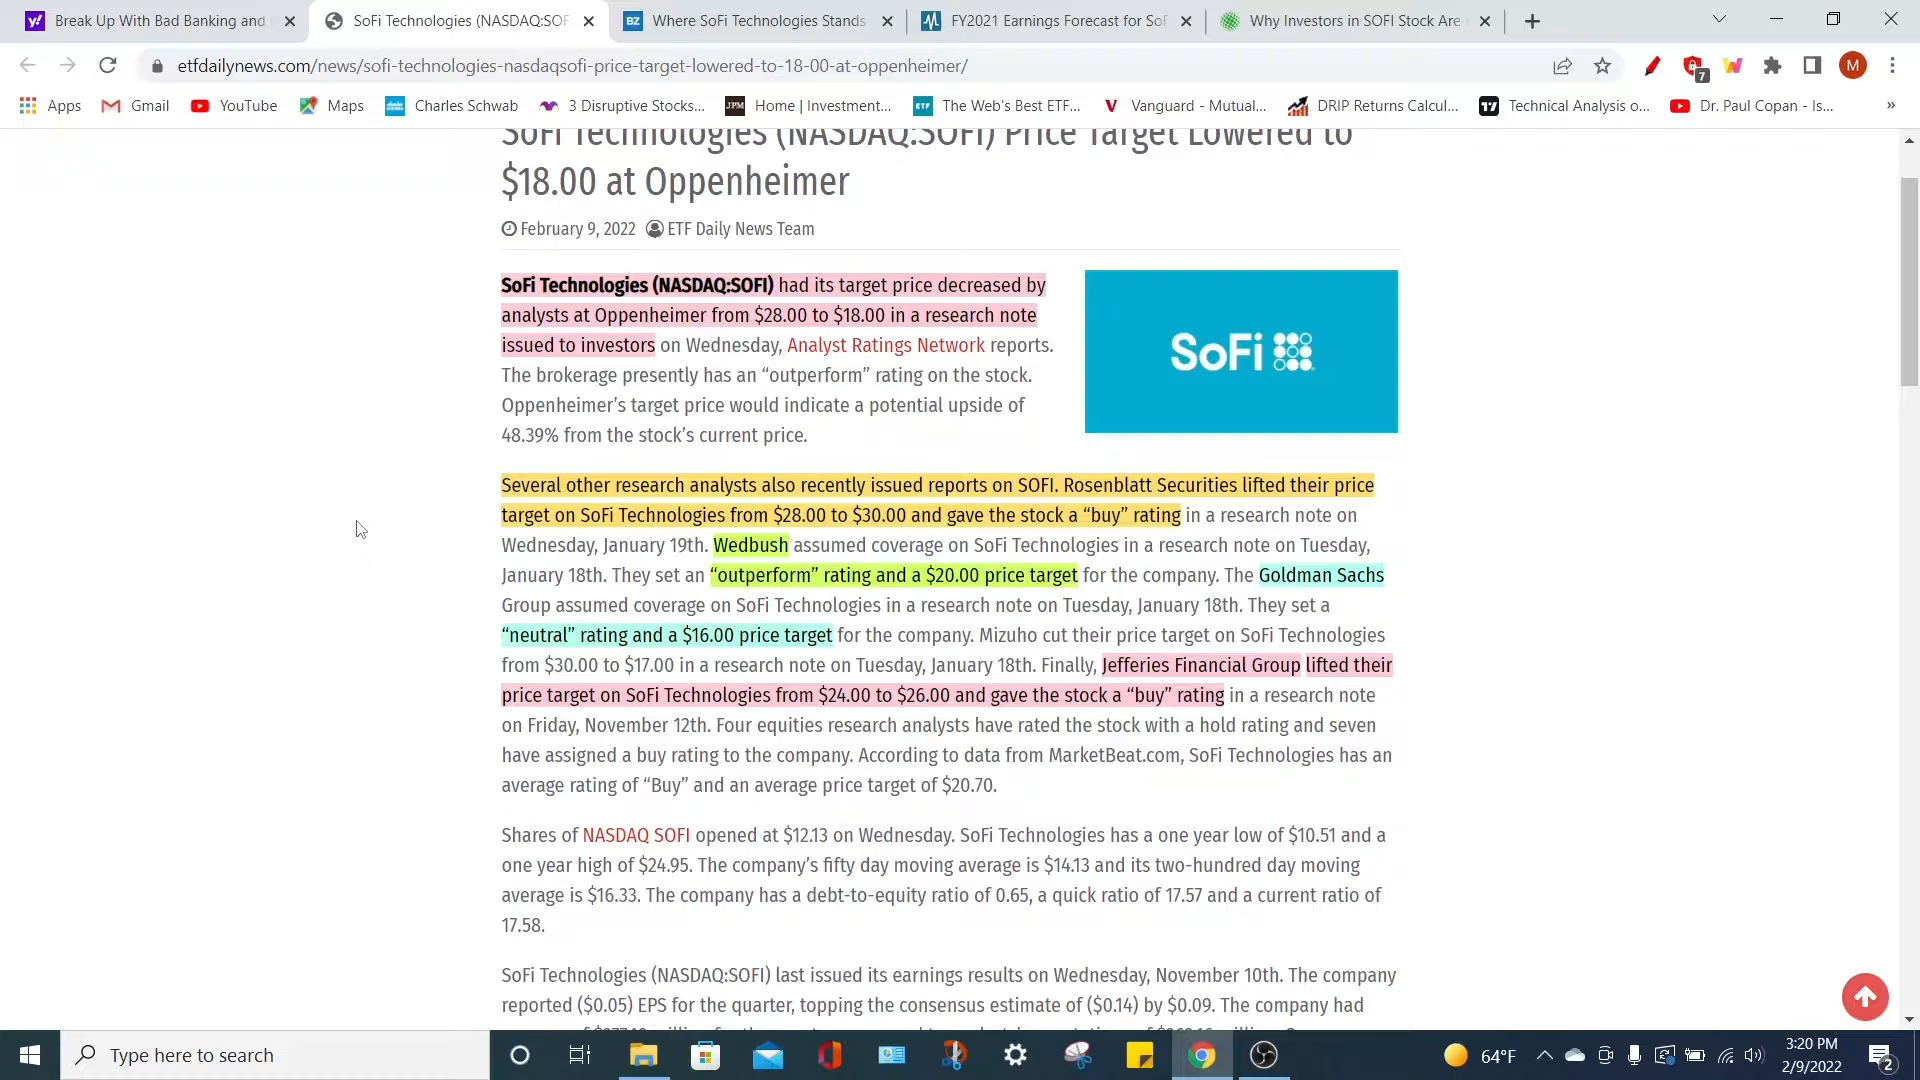 Break Up With Bad Banking and
SoFi Technologies (NASDAQ:SOF
BZ
Where SoFi Technologies Stands
FY2021 Earnings Forecast for SoF
Why Investors in SOFI Stock Are
etfdailynews.com/news/sofi-technologies-nasdaqsofi-price-target-lowered-to-18-00-at-oppenheimer/
7
M
Apps
Gmail
YouTube
Maps
Charles Schwab
3 Disruptive Stocks...
JPM
Home | Investment...
ETF
The Web's Best ETF...
Vanguard - Mutual...
DRIP Returns Calcul...
Technical Analysis o...
Dr. Paul Copan - Is...
»
SoFi Technologies (NASDAQ:SOFI) Price Target Lowered to
$18.00 at Oppenheimer
February 9, 2022 ETF Daily News Team
SoFi Technologies (NASDAQ:SOFI) had its target price decreased by
analysts at Oppenheimer from $28.00 to $18.00 in a research note
issued to investors on Wednesday, Analyst Ratings Network reports.
The brokerage presently has an “outperform” rating on the stock.
Oppenheimer’s target price would indicate a potential upside of
48.39% from the stock’s current price.
SoFi
Several other research analysts also recently issued reports on SOFI. Rosenblatt Securities lifted their price
target on SoFi Technologies from $28.00 to $30.00 and gave the stock a “buy” rating in a research note on
Wednesday, January 19th. Wedbush assumed coverage on SoFi Technologies in a research note on Tuesday,
January 18th. They set an “outperform” rating and a $20.00 price target for the company. The Goldman Sachs
Group assumed coverage on SoFi Technologies in a research note on Tuesday, January 18th. They set a
“neutral” rating and a $16.00 price target for the company. Mizuho cut their price target on SoFi Technologies
from $30.00 to $17.00 in a research note on Tuesday, January 18th. Finally, Jefferies Financial Group lifted their
price target on SoFi Technologies from $24.00 to $26.00 and gave the stock a “buy” rating in a research note
on Friday, November 12th. Four equities research analysts have rated the stock with a hold rating and seven
have assigned a buy rating to the company. According to data from MarketBeat.com, SoFi Technologies has an
average rating of “Buy” and an average price target of $20.70.
Shares of NASDAQ SOFI opened at $12.13 on Wednesday. SoFi Technologies has a one year low of $10.51 and a
one year high of $24.95. The company’s fifty day moving average is $14.13 and its two-hundred day moving
average is $16.33. The company has a debt-to-equity ratio of 0.65, a quick ratio of 17.57 and a current ratio of
17.58.
SoFi Technologies (NASDAQ:SOFI) last issued its earnings results on Wednesday, November 10th. The company
reported ($0.05) EPS for the quarter, topping the consensus estimate of ($0.14) by $0.09. The company had
Type here to search
64°F
3:20 PM
2/9/2022
2